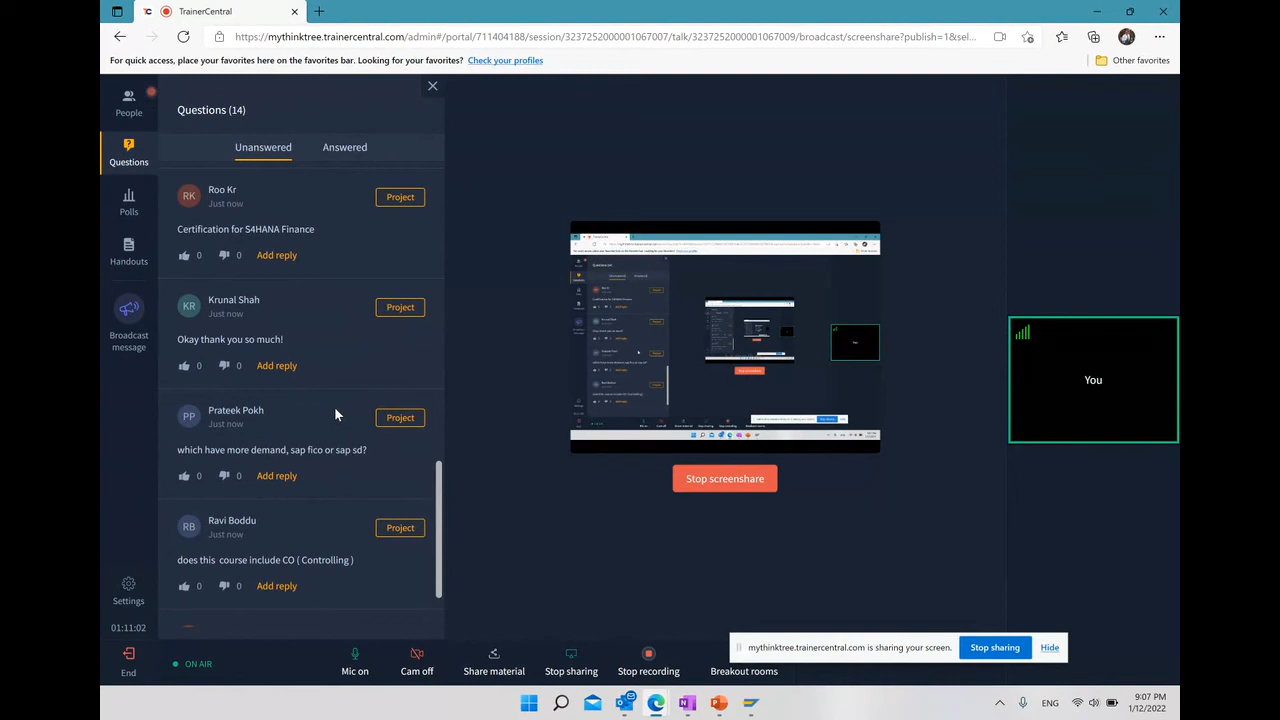 TrainerCentral
https://mythinktree.trainercentral.com/admin#/portal/711404188/session/3237252000001067007/talk/3237252000001067009/broadcast/screenshare?publish=1&sel...
For quick access, place your favorites here on the favorites bar. Looking for your favorites? Check your profiles
Other favorites
People
Questions
Polls
Handouts
Broadcast
message
Settings
01:11:02
End
Questions (14)
Unanswered
Answered
RK
Roo Kr
Just now
Project
Certification for S4HANA Finance
0
0
Add reply
KR
Krunal Shah
Just now
Project
Okay thank you so much!
0
0
Add reply
PP
Prateek Pokh
Just now
Project
which have more demand, sap fico or sap sd?
0
0
Add reply
RB
Ravi Boddu
Just now
Project
does this course include CO ( Controlling )
0
0
Add reply
Stop screenshare
You
mythinktree.trainercentral.com is sharing your screen.
Stop sharing
Hide
ON AIR
Mic on
Cam off
Share material
Stop sharing
Stop recording
Breakout rooms
ENG
9:07 PM
1/12/2022